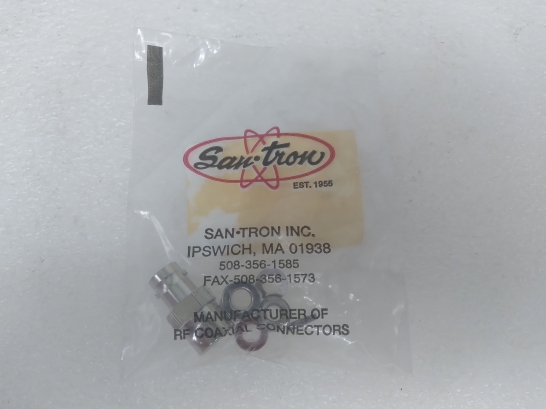 San·tron
EST. 1955
SAN•TRON INC.
IPSWICH, MA 01938
508-356-1585
FAX-508-356-1573
MANUFACTURER OF
RF COAXIAL CONNECTORS